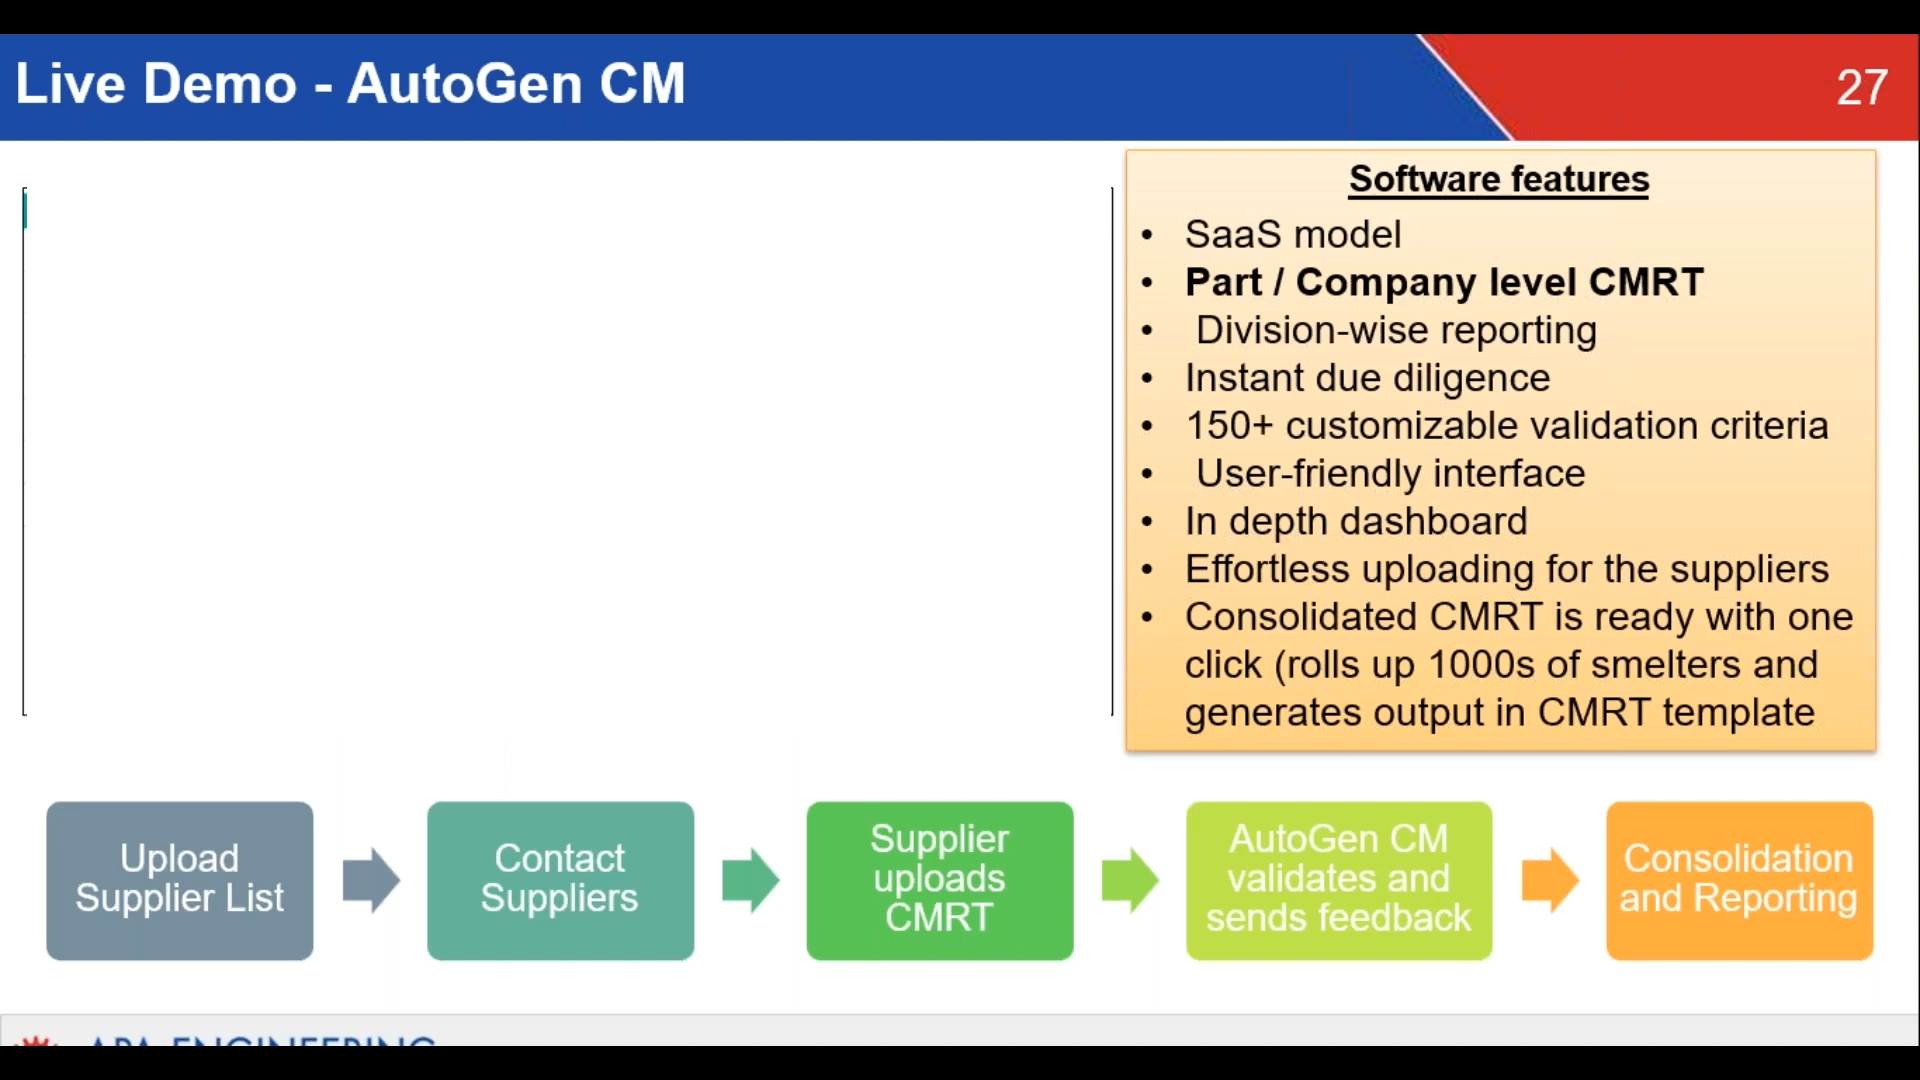 Live Demo - AutoGen CM
27
Software features
• SaaS model
• Part / Company level CMRT
• Division-wise reporting
• Instant due diligence
• 150+ customizable validation criteria
• User-friendly interface
• In depth dashboard
• Effortless uploading for the suppliers
• Consolidated CMRT is ready with one
click (rolls up 1000s of smelters and
generates output in CMRT template
Upload
Supplier List
Contact
Suppliers
Supplier
uploads
CMRT
AutoGen CM
validates and
sends feedback
Consolidation
and Reporting
APA ENGINEERING